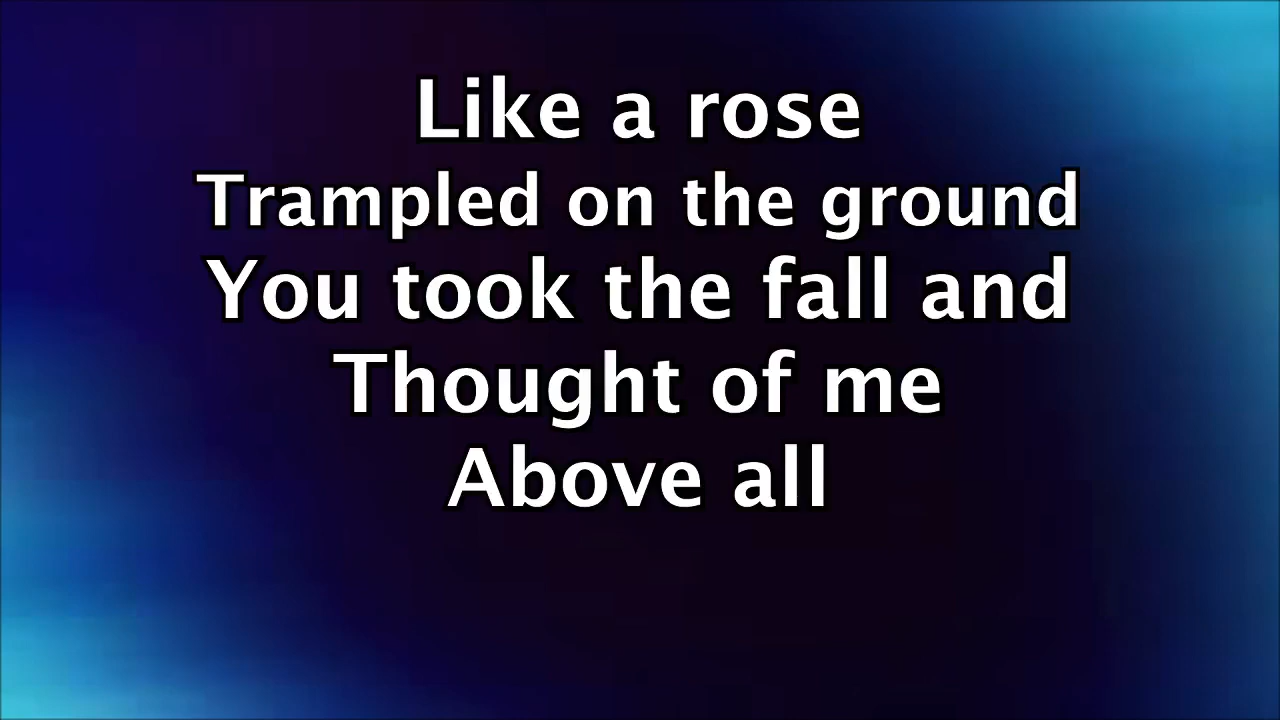 Like a rose
Trampled on the ground
You took the fall and
Thought of me
Above all